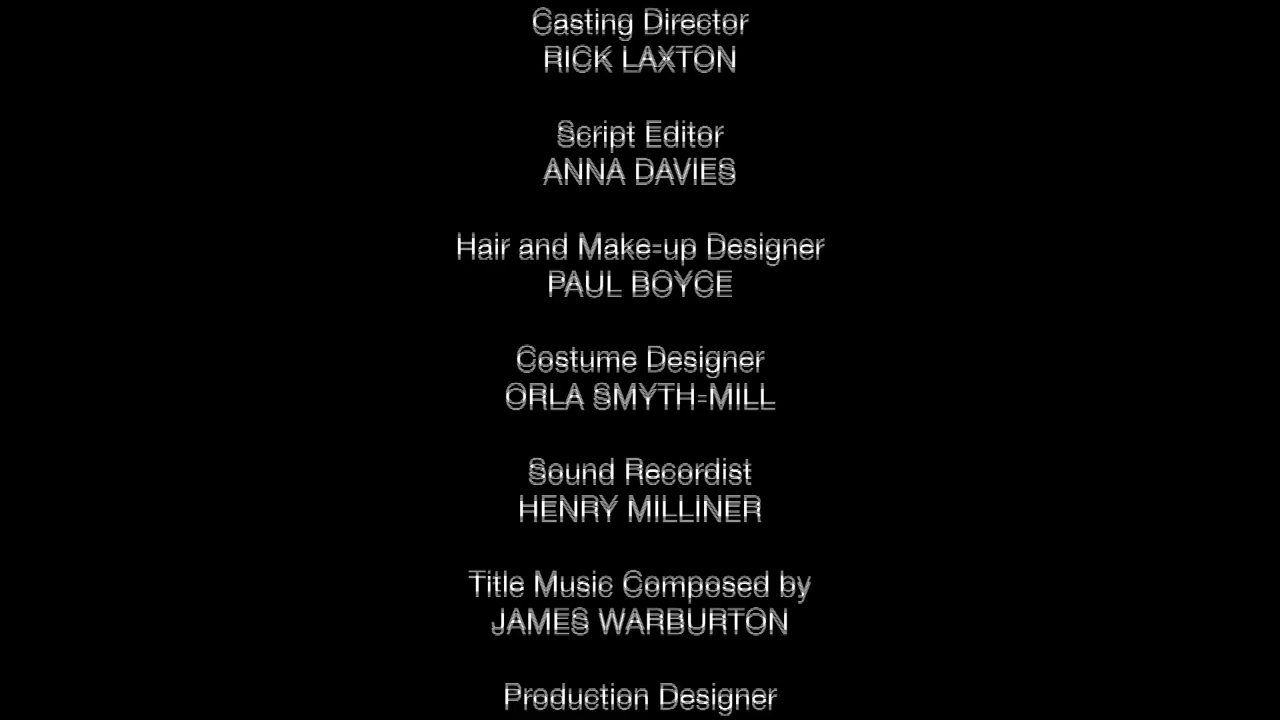 Casting Director
RICK LAXTON
Script Editor
ANNA DAVIES
Hair and Make-up Designer
PAUL BOYCE
Costume Designer
ORLA SMYTH-MILL
Sound Recordist
HENRY MILLINER
Title Music Composed by
JAMES WARBURTON
Production Designer